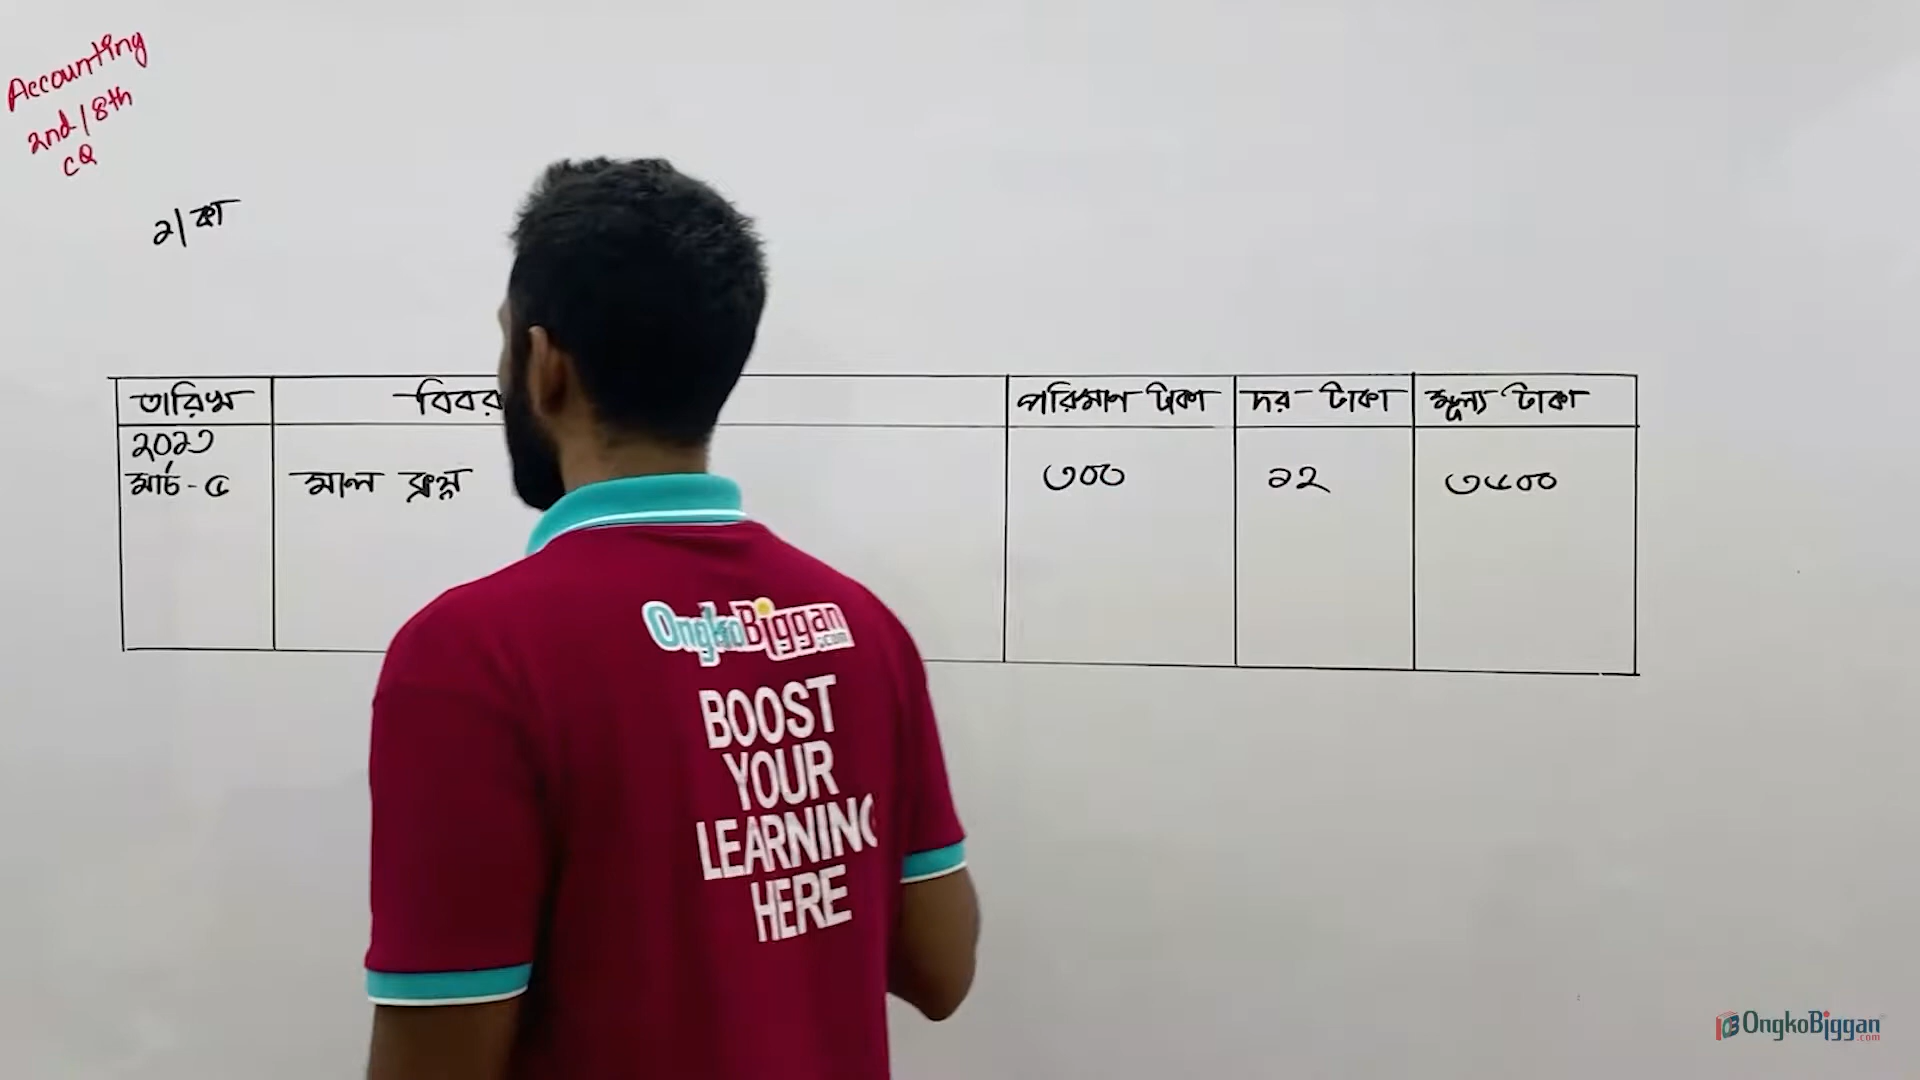 Accounting
2nd/8th
CQ
২/ক
তারিখ বিবর পরিমাণ টাকা দর টাকা মূল্য টাকা
২০১৩
মার্চ - ৫ মাল ক্রয় ৩০০ ১২ ৩৬০০
OngkoBiggan.com
BOOST
YOUR
LEARNING
HERE
OngkoBiggan.com